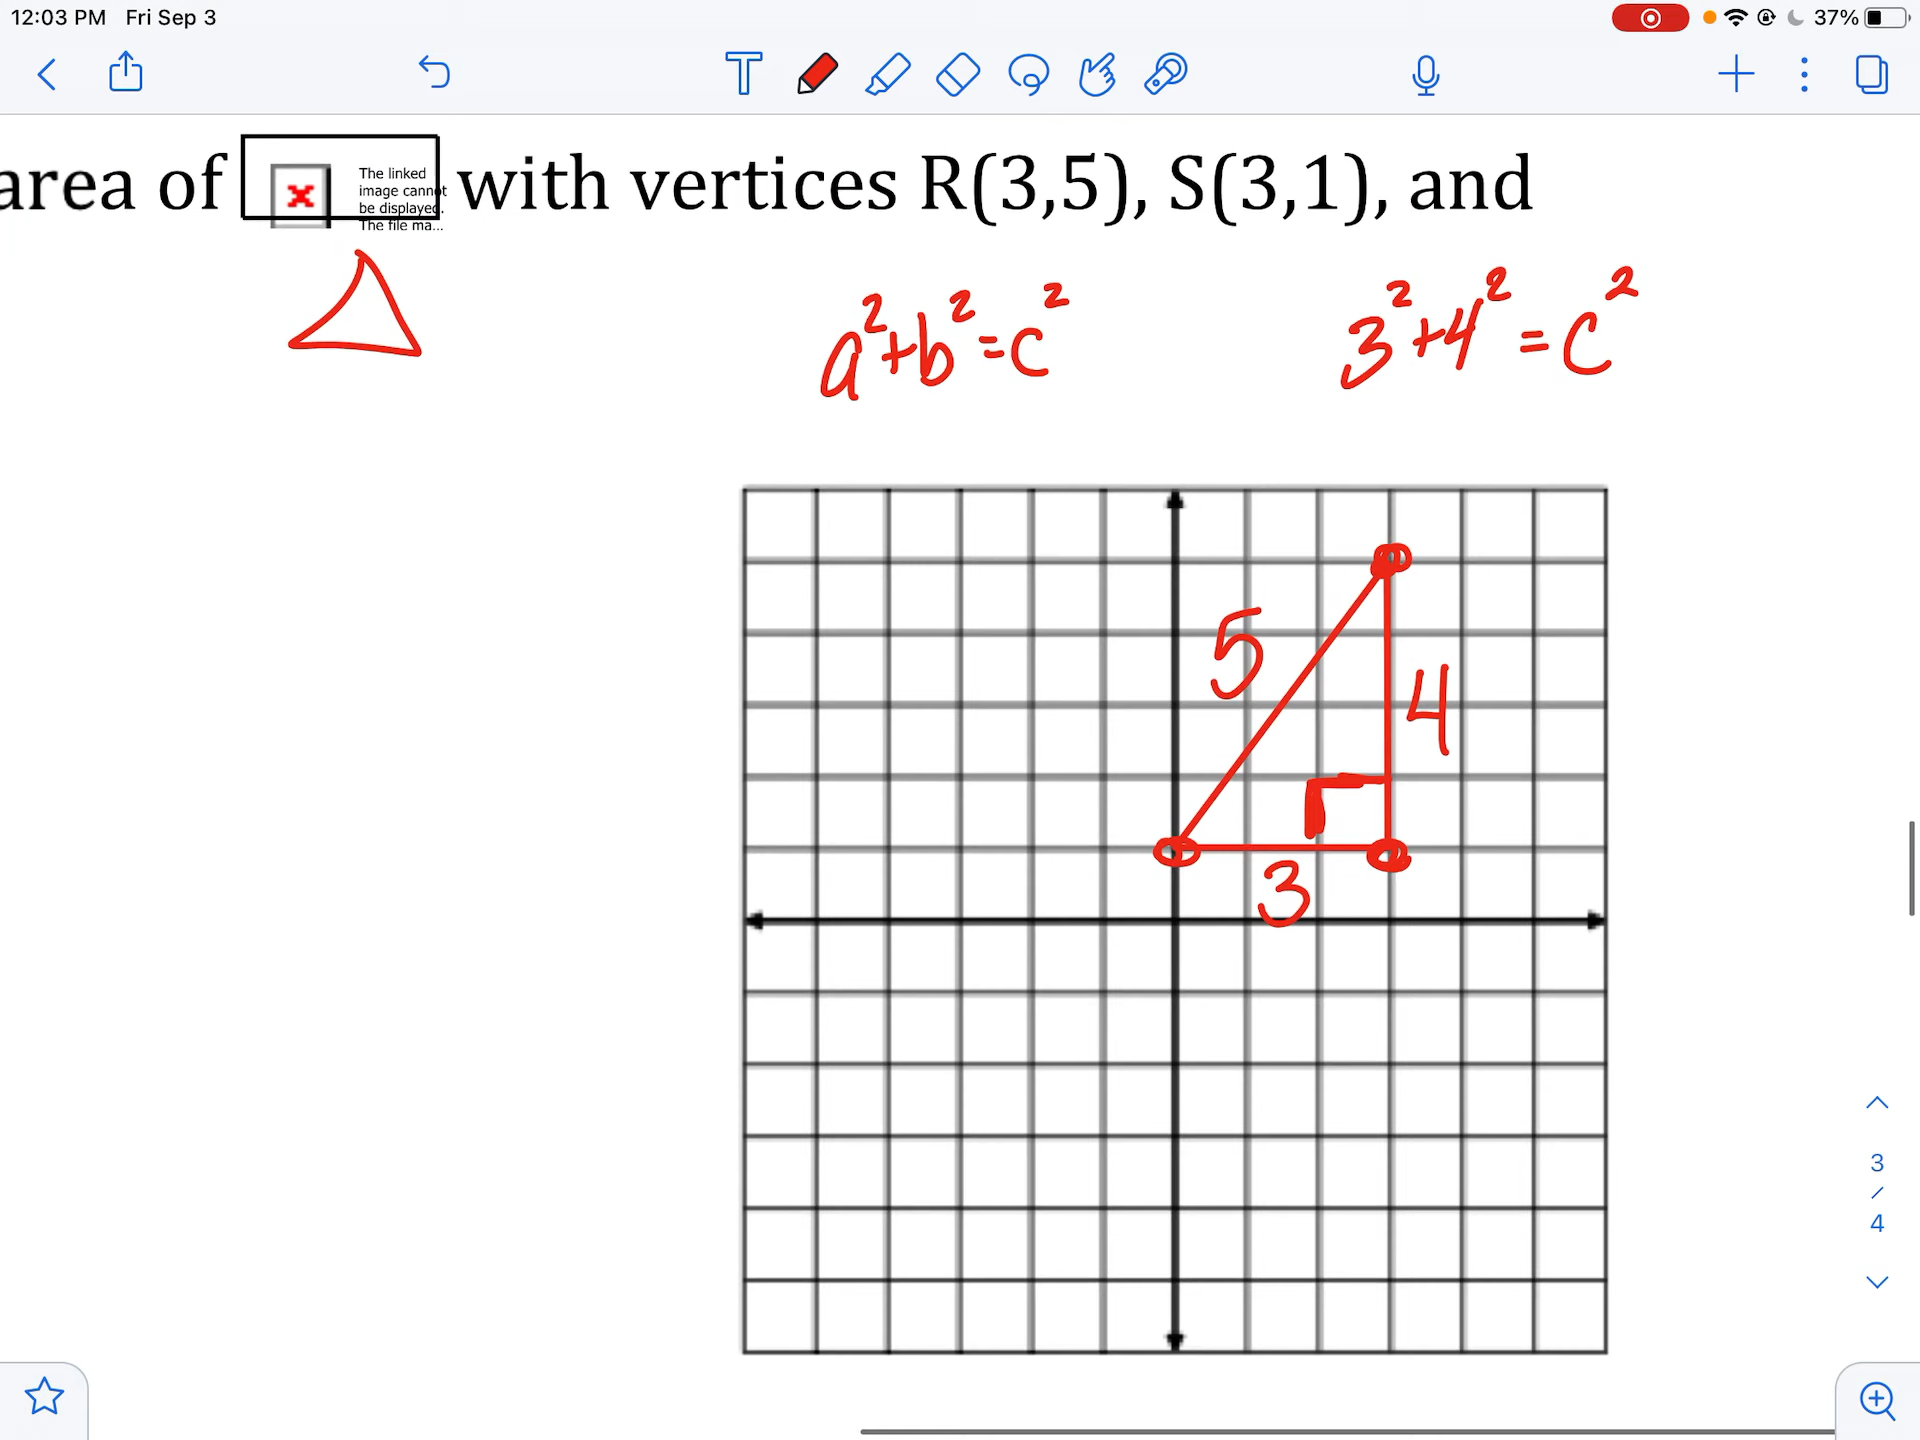 12:03 PM Fri Sep 3
37%
T
area of
The linked
image cannot
be displayed.
The file ma...
with vertices R(3,5), S(3,1), and
a²+b²=c²
3²+4²=c²
5
4
3
3
/
4